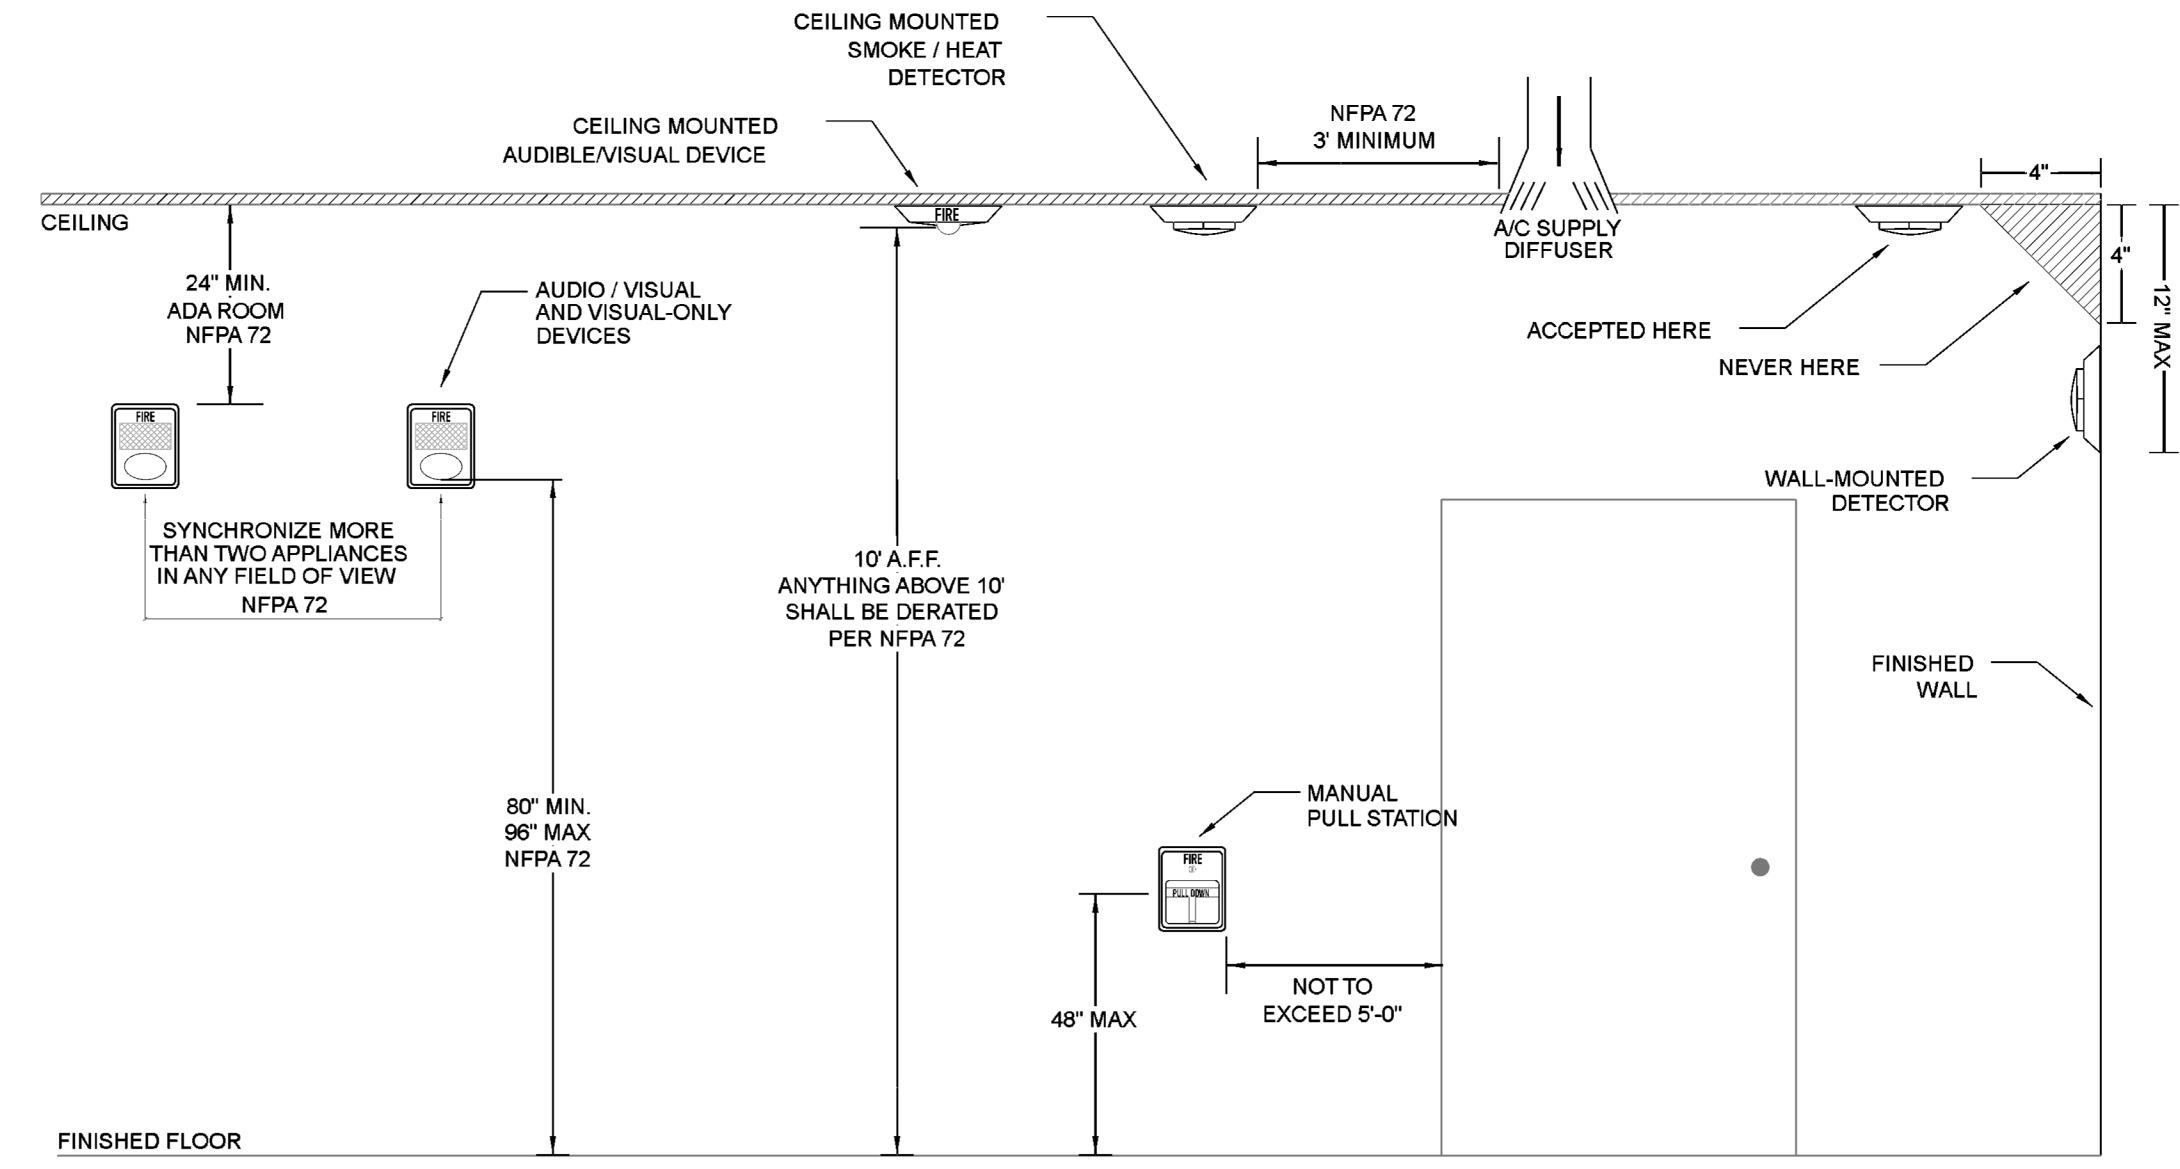 CEILING MOUNTED
SMOKE / HEAT
DETECTOR
CEILING MOUNTED
AUDIBLE/VISUAL DEVICE
NFPA 72
3' MINIMUM
4"
CEILING
FIRE
A/C SUPPLY
DIFFUSER
4"
12" MAX
24" MIN.
ADA ROOM
NFPA 72
AUDIO / VISUAL
AND VISUAL-ONLY
DEVICES
ACCEPTED HERE
NEVER HERE
FIRE
FIRE
WALL-MOUNTED
DETECTOR
SYNCHRONIZE MORE
THAN TWO APPLIANCES
IN ANY FIELD OF VIEW
NFPA 72
10' A.F.F.
ANYTHING ABOVE 10'
SHALL BE DERATED
PER NFPA 72
FINISHED
WALL
80" MIN.
96" MAX
NFPA 72
MANUAL
PULL STATION
FIRE
PULL DOWN
NOT TO
EXCEED 5'-0"
48" MAX
FINISHED FLOOR